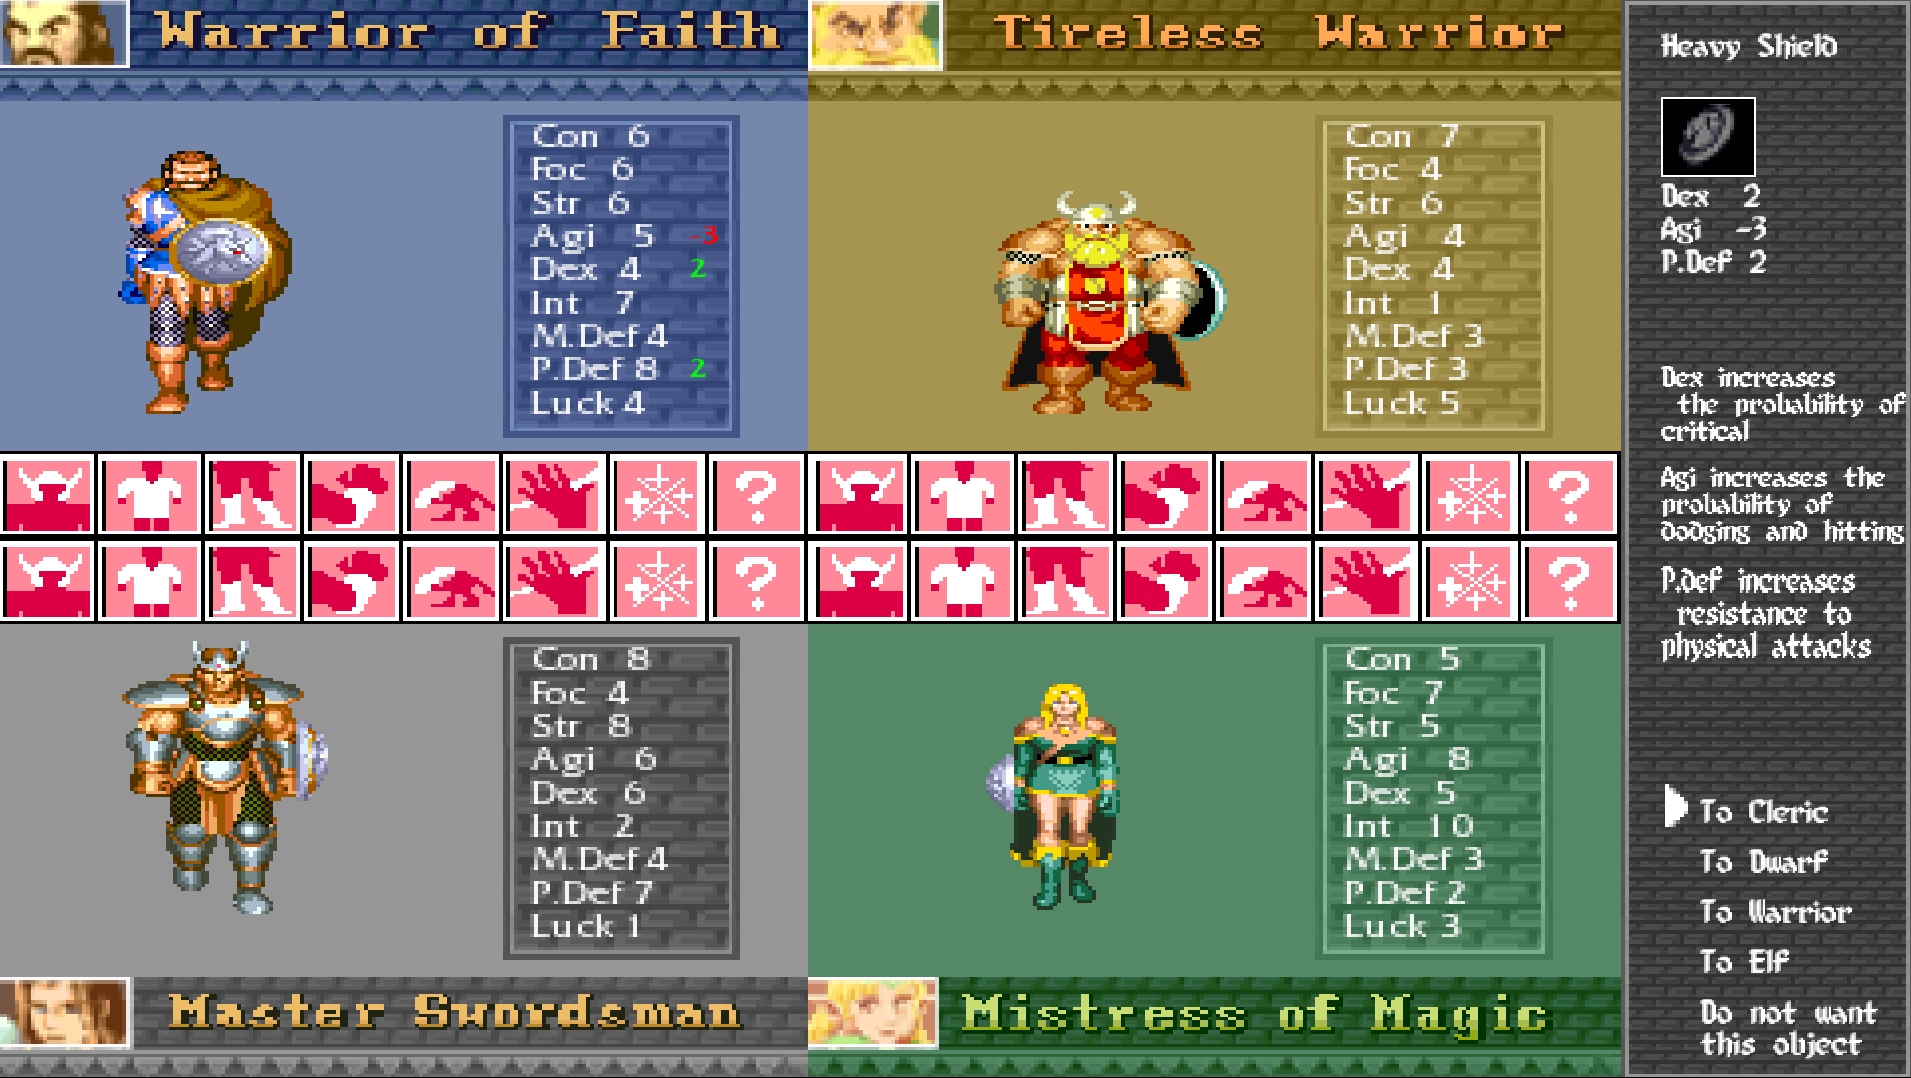 Warrior of Faith
Con 6
Foc 6
Str 6
Agi 5 -3
Dex 4 2
Int 7
M.Def 4
P.Def 8 2
Luck 4
Tireless Warrior
Con 7
Foc 4
Str 6
Agi 4
Dex 4
Int 1
M.Def 3
P.Def 3
Luck 5
? ?
? ?
Con 8
Foc 4
Str 8
Agi 6
Dex 6
Int 2
M.Def 4
P.Def 7
Luck 1
Master Swordsman
Con 5
Foc 7
Str 5
Agi 8
Dex 5
Int 10
M.Def 3
P.Def 2
Luck 3
Mistress of Magic
Heavy Shield
Dex 2
Agi -3
P.Def 2
Dex increases
the probability of
critical
Agi increases the
probability of
dodging and hitting
P.Def increases
resistance to
physical attacks
To Cleric
To Dwarf
To Warrior
To Elf
Do not want
this object